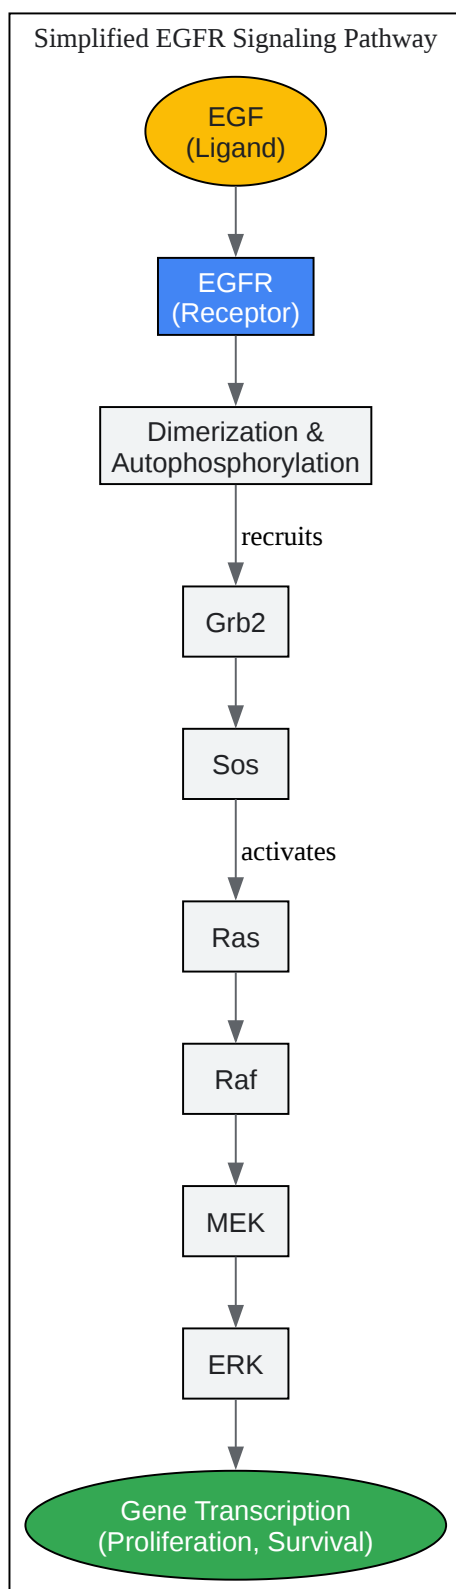 Simplified EGFR Signaling Pathway
EGF
(Ligand)
EGFR
(Receptor)
Dimerization &
Autophosphorylation
recruits
Grb2
Sos
activates
Ras
Raf
MEK
ERK
Gene Transcription
(Proliferation, Survival)